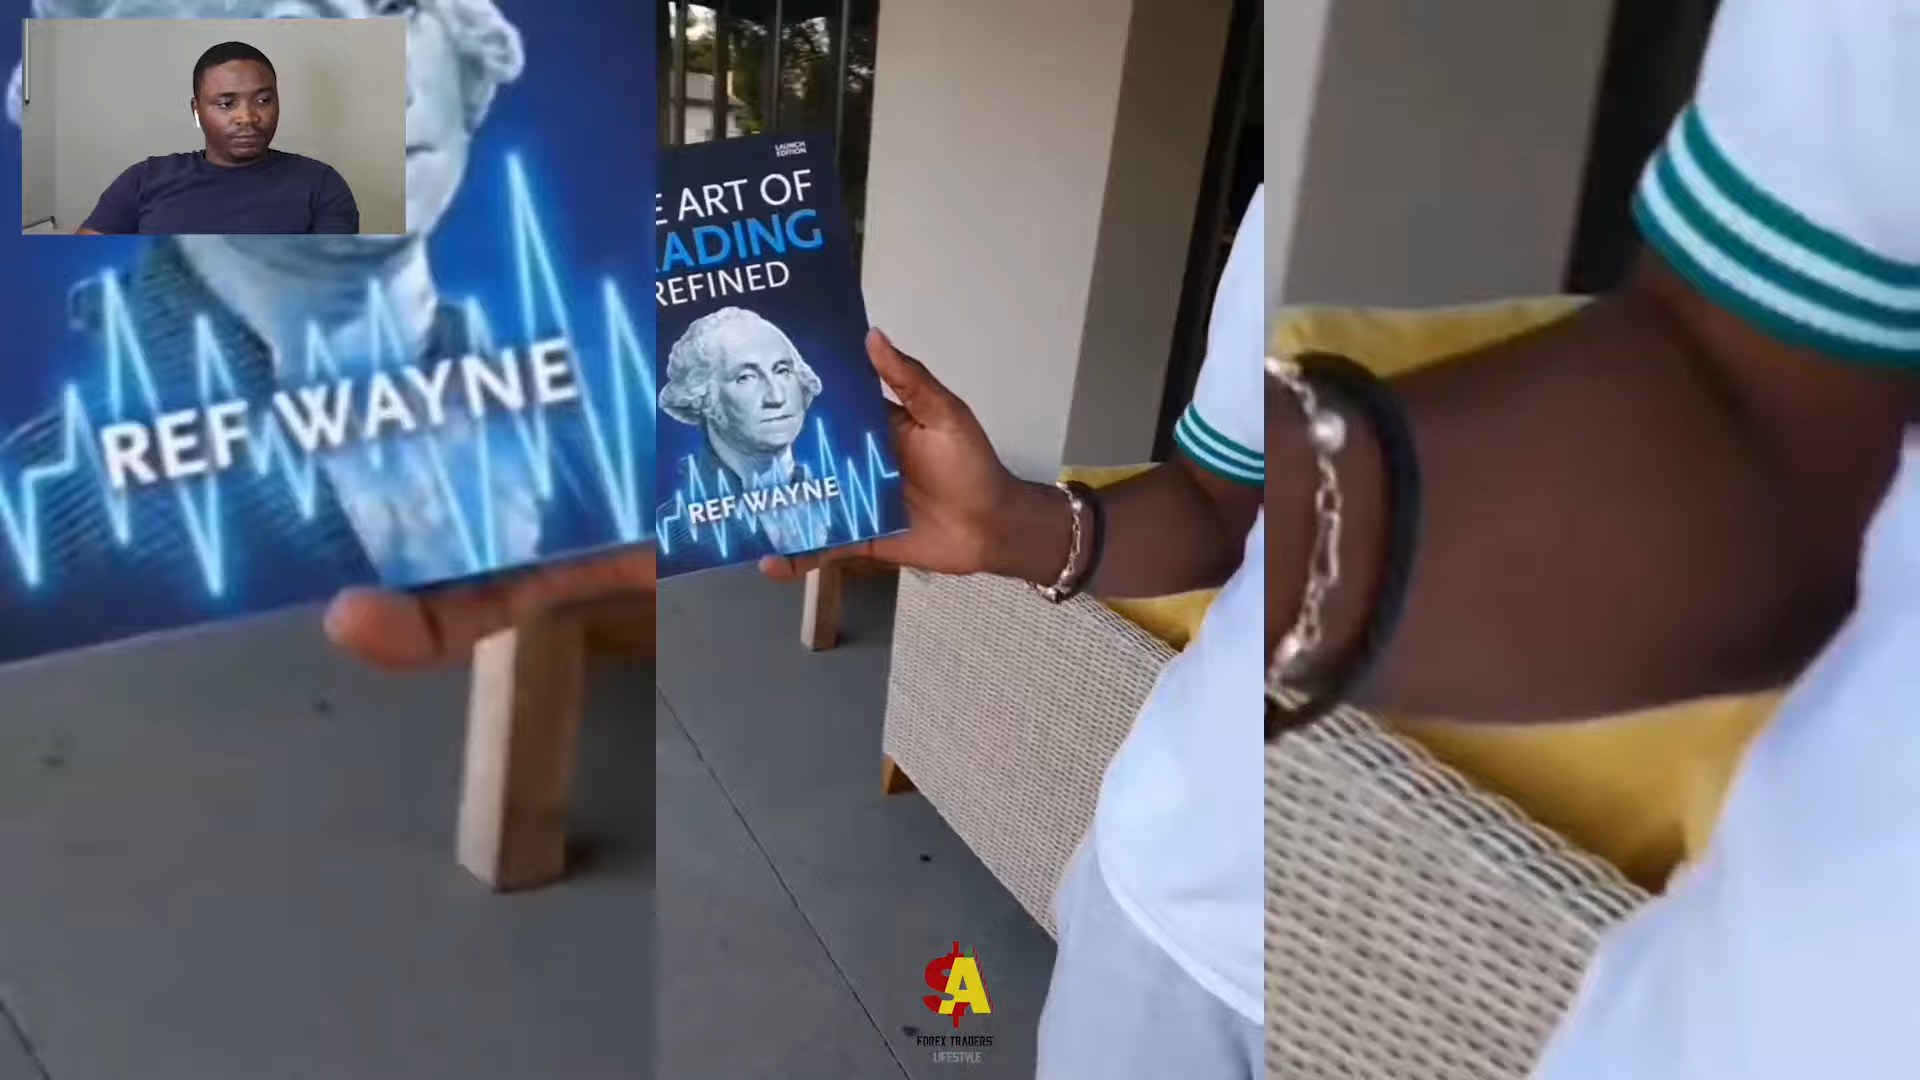 REF WAYNE
LAUNCH
EDITION
E ART OF
ADING
REFINED
REF WAYNE
$A
FOREX TRADERS'
LIFESTYLE